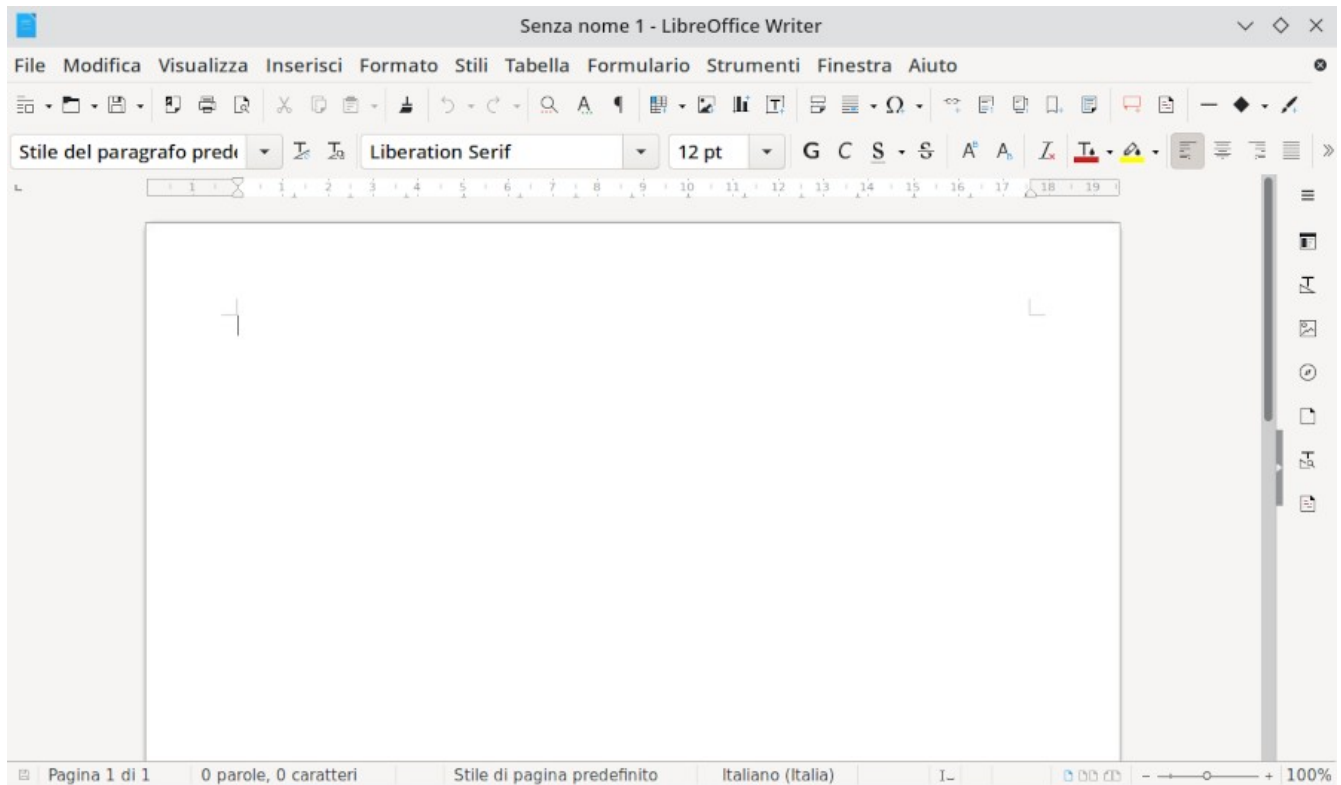 Senza nome 1 - LibreOffice Writer
File Modifica Visualizza Inserisci Formato Stili Tabella Formulario Strumenti Finestra Aiuto
Stile del paragrafo prede Liberation Serif 12 pt G C S S
1 1 2 3 4 5 6 7 8 9 10 11 12 13 14 15 16 17 18 19
Pagina 1 di 1 0 parole, 0 caratteri Stile di pagina predefinito Italiano (Italia) 100%